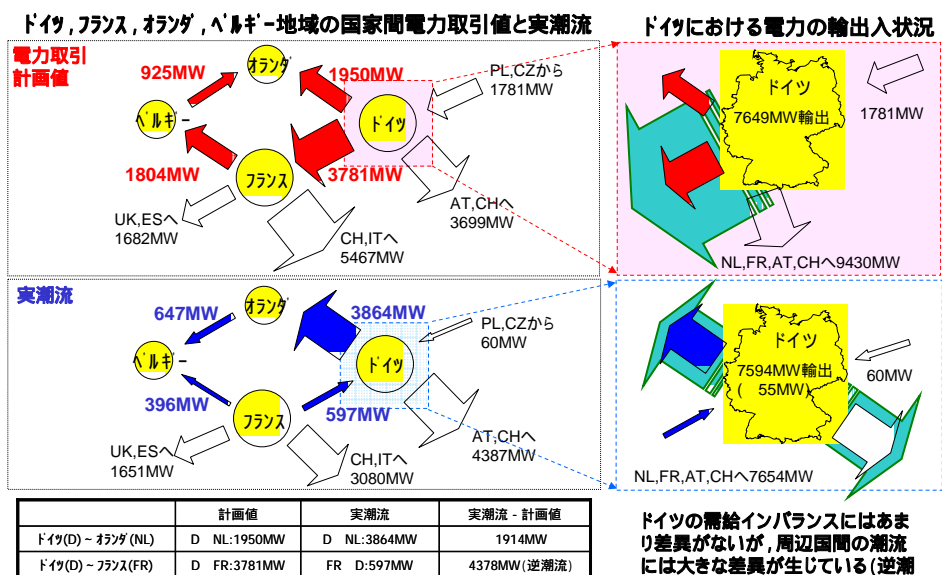 ドイツ,フランス,オランダ,ベルギー地域の国家間電力取引値と実潮流
ドイツにおける電力の輸出入状況
電力取引
計画値
925MW
オランダ
1950MW
PL,CZから
1781MW
ベルギー
ドイツ
1804MW
フランス
3781MW
UK,ESへ
1682MW
CH,ITへ
5467MW
AT,CHへ
3699MW
ドイツ
7649MW輸出
1781MW
NL,FR,AT,CHへ9430MW
実潮流
647MW
オランダ
3864MW
PL,CZから
60MW
ベルギー
ドイツ
396MW
フランス
597MW
UK,ESへ
1651MW
CH,ITへ
3080MW
AT,CHへ
4387MW
ドイツ
7594MW輸出
( 55MW)
60MW
NL,FR,AT,CHへ7654MW
計画値 実潮流 実潮流 - 計画値
ドイツ(D) ~ オランダ(NL) D NL:1950MW D NL:3864MW 1914MW
ドイツ(D) ~ フランス(FR) D FR:3781MW FR D:597MW 4378MW(逆潮流)
ドイツの需給インバランスにはあま
り差異がないが,周辺国間の潮流
には大きな差異が生じている(逆潮